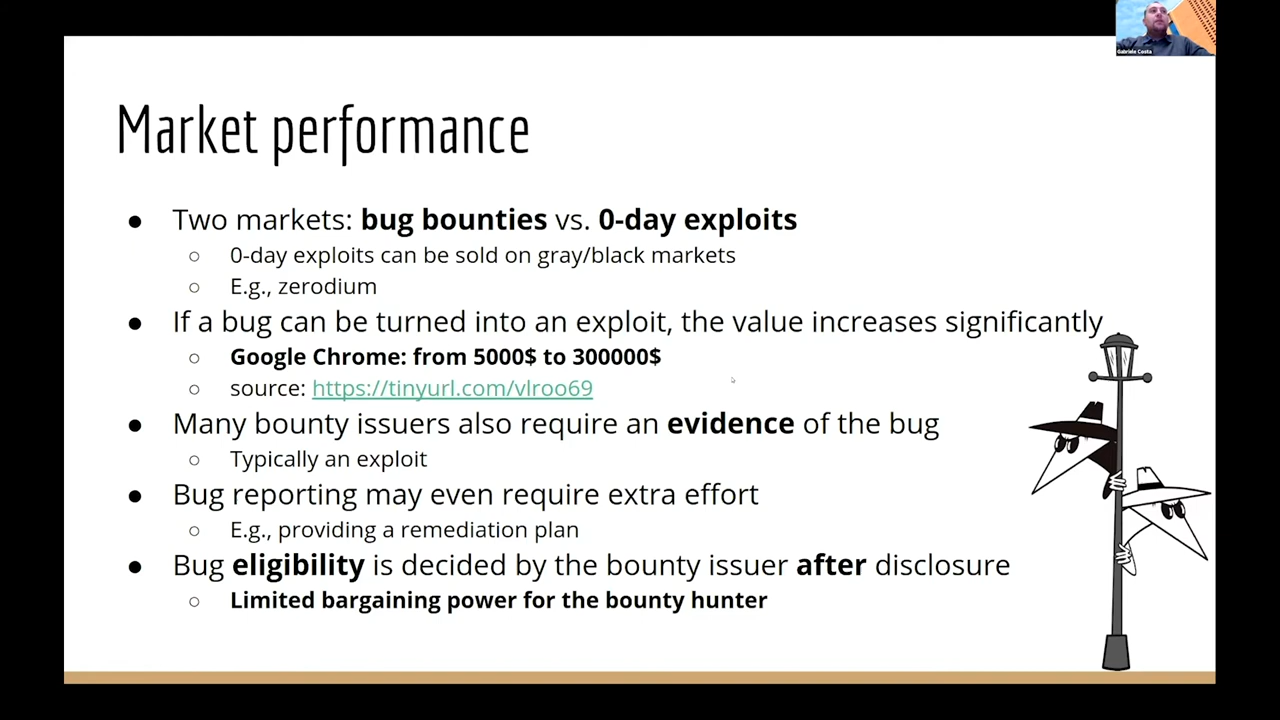 Gabriele Costa
Market performance
● Two markets: bug bounties vs. 0-day exploits
○ 0-day exploits can be sold on gray/black markets
○ E.g., zerodium
● If a bug can be turned into an exploit, the value increases significantly
○ Google Chrome: from 5000$ to 300000$
○ source: https://tinyurl.com/vlroo69
● Many bounty issuers also require an evidence of the bug
○ Typically an exploit
● Bug reporting may even require extra effort
○ E.g., providing a remediation plan
● Bug eligibility is decided by the bounty issuer after disclosure
○ Limited bargaining power for the bounty hunter